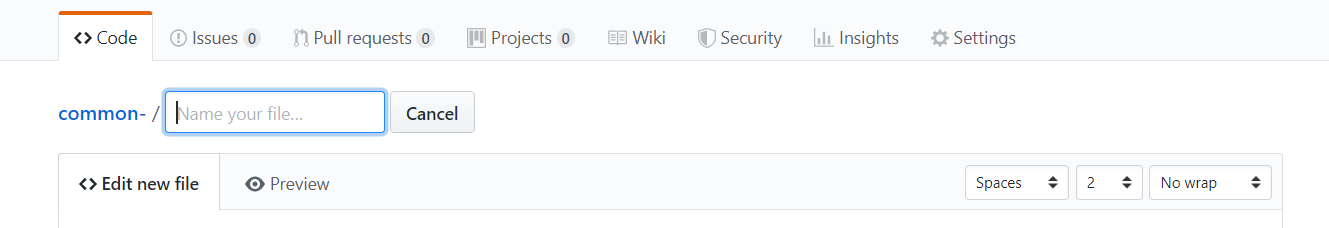 Code Issues 0 Pull requests 0 Projects 0 Wiki Security Insights Settings
common- / Name your file... Cancel
Edit new file Preview Spaces 2 No wrap